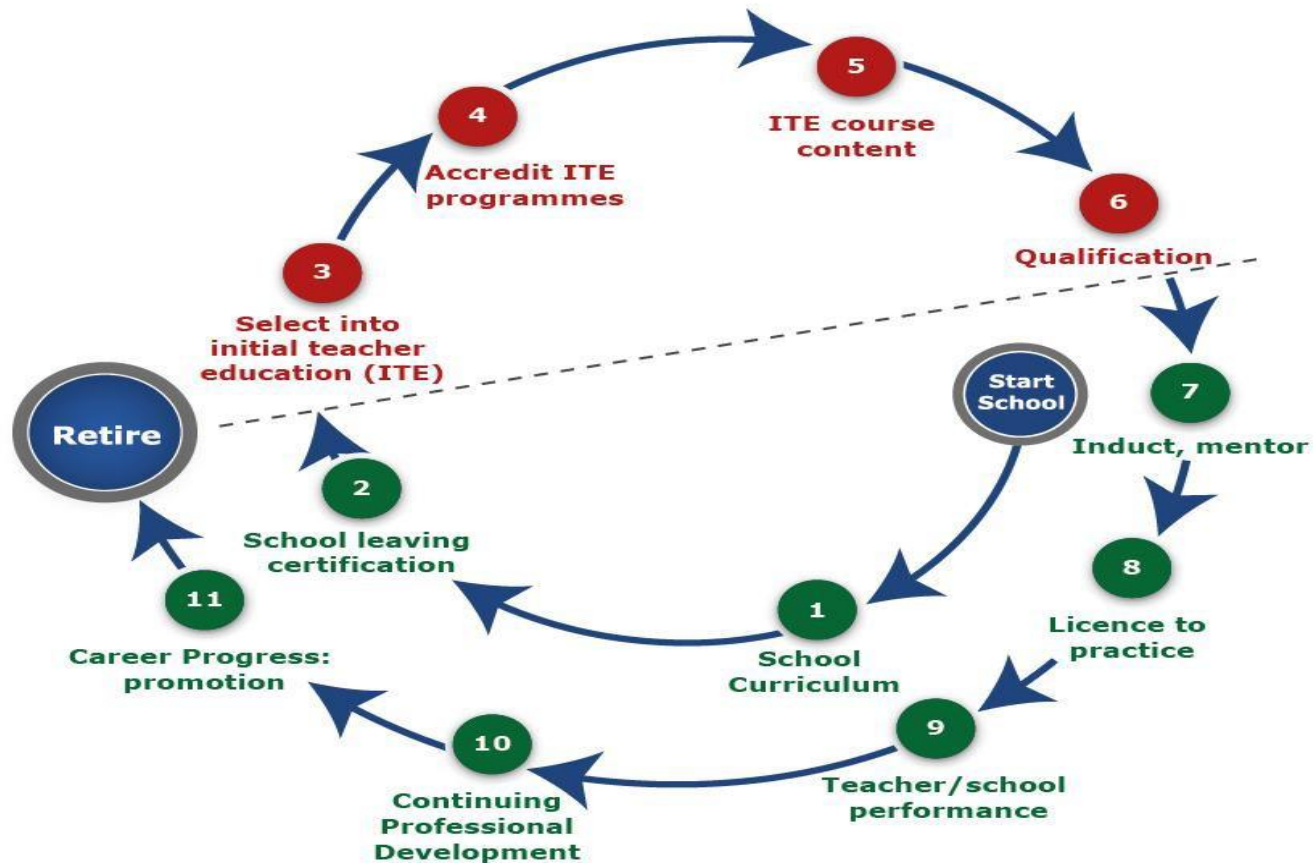 Start
School
1
School
Curriculum
2
School leaving
certification
3
Select into
initial teacher
education (ITE)
4
Accredit ITE
programmes
5
ITE course
content
6
Qualification
7
Induct, mentor
8
Licence to
practice
9
Teacher/school
performance
10
Continuing
Professional
Development
11
Career Progress:
promotion
Retire